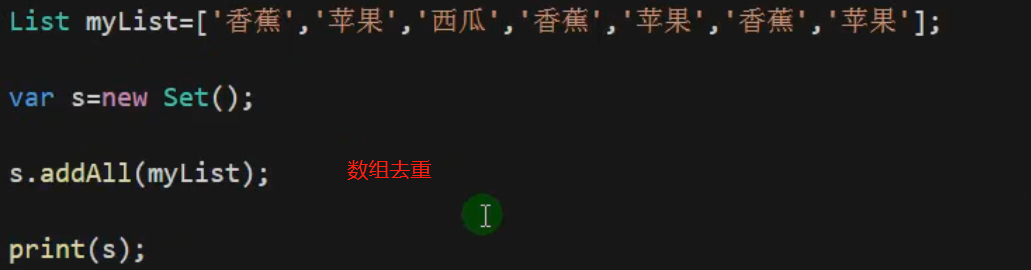 List myList=['香蕉','苹果','西瓜','香蕉','苹果','香蕉','苹果'];
var s=new Set();
s.addAll(myList); 数组去重
print(s);